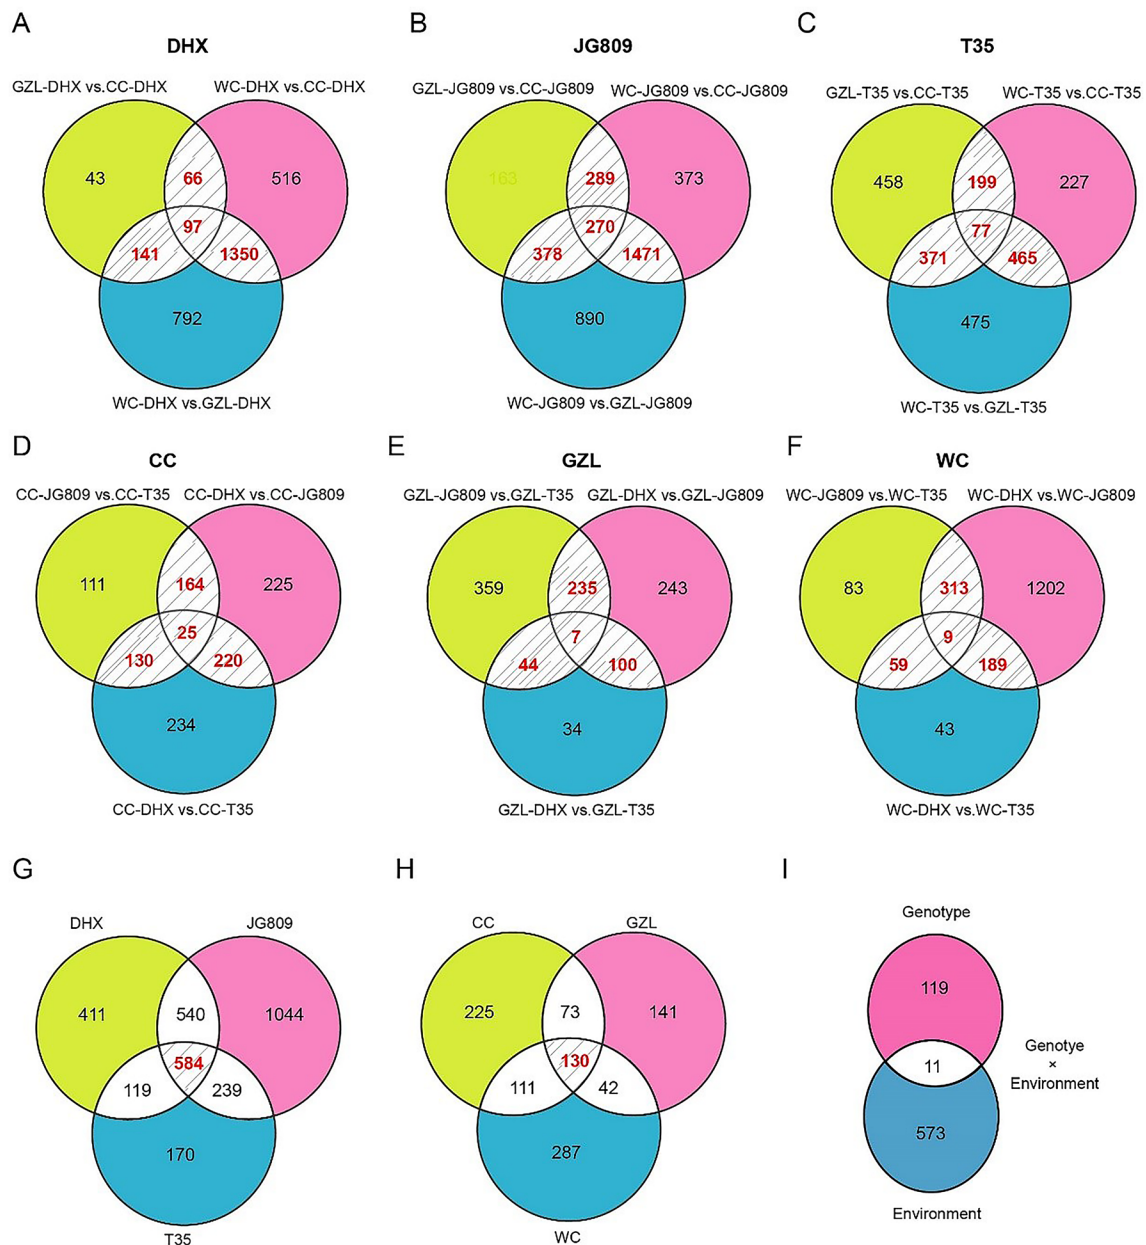 A
B
C
DHX
JG809
T35
GZL-DHX vs.CC-DHX
WC-DHX vs.CC-DHX
GZL-JG809 vs.CC-JG809
WC-JG809 vs.CC-JG809
GZL-T35 vs.CC-T35
WC-T35 vs.CC-T35
43
66
516
97
141
1350
792
163
289
373
270
378
1471
890
458
199
227
77
371
465
475
WC-DHX vs.GZL-DHX
WC-JG809 vs.GZL-JG809
WC-T35 vs.GZL-T35
D
E
F
CC
GZL
WC
CC-JG809 vs.CC-T35
CC-DHX vs.CC-JG809
GZL-JG809 vs.GZL-T35
GZL-DHX vs.GZL-JG809
WC-JG809 vs.WC-T35
WC-DHX vs.WC-JG809
111
164
225
25
130
220
234
359
235
243
7
44
100
34
83
313
1202
9
59
189
43
CC-DHX vs.CC-T35
GZL-DHX vs.GZL-T35
WC-DHX vs.WC-T35
G
H
I
DHX
JG809
411
540
1044
584
119
239
170
T35
CC
GZL
225
73
141
130
111
42
287
WC
Genotype
119
11
Genotye
×
Environment
573
Environment